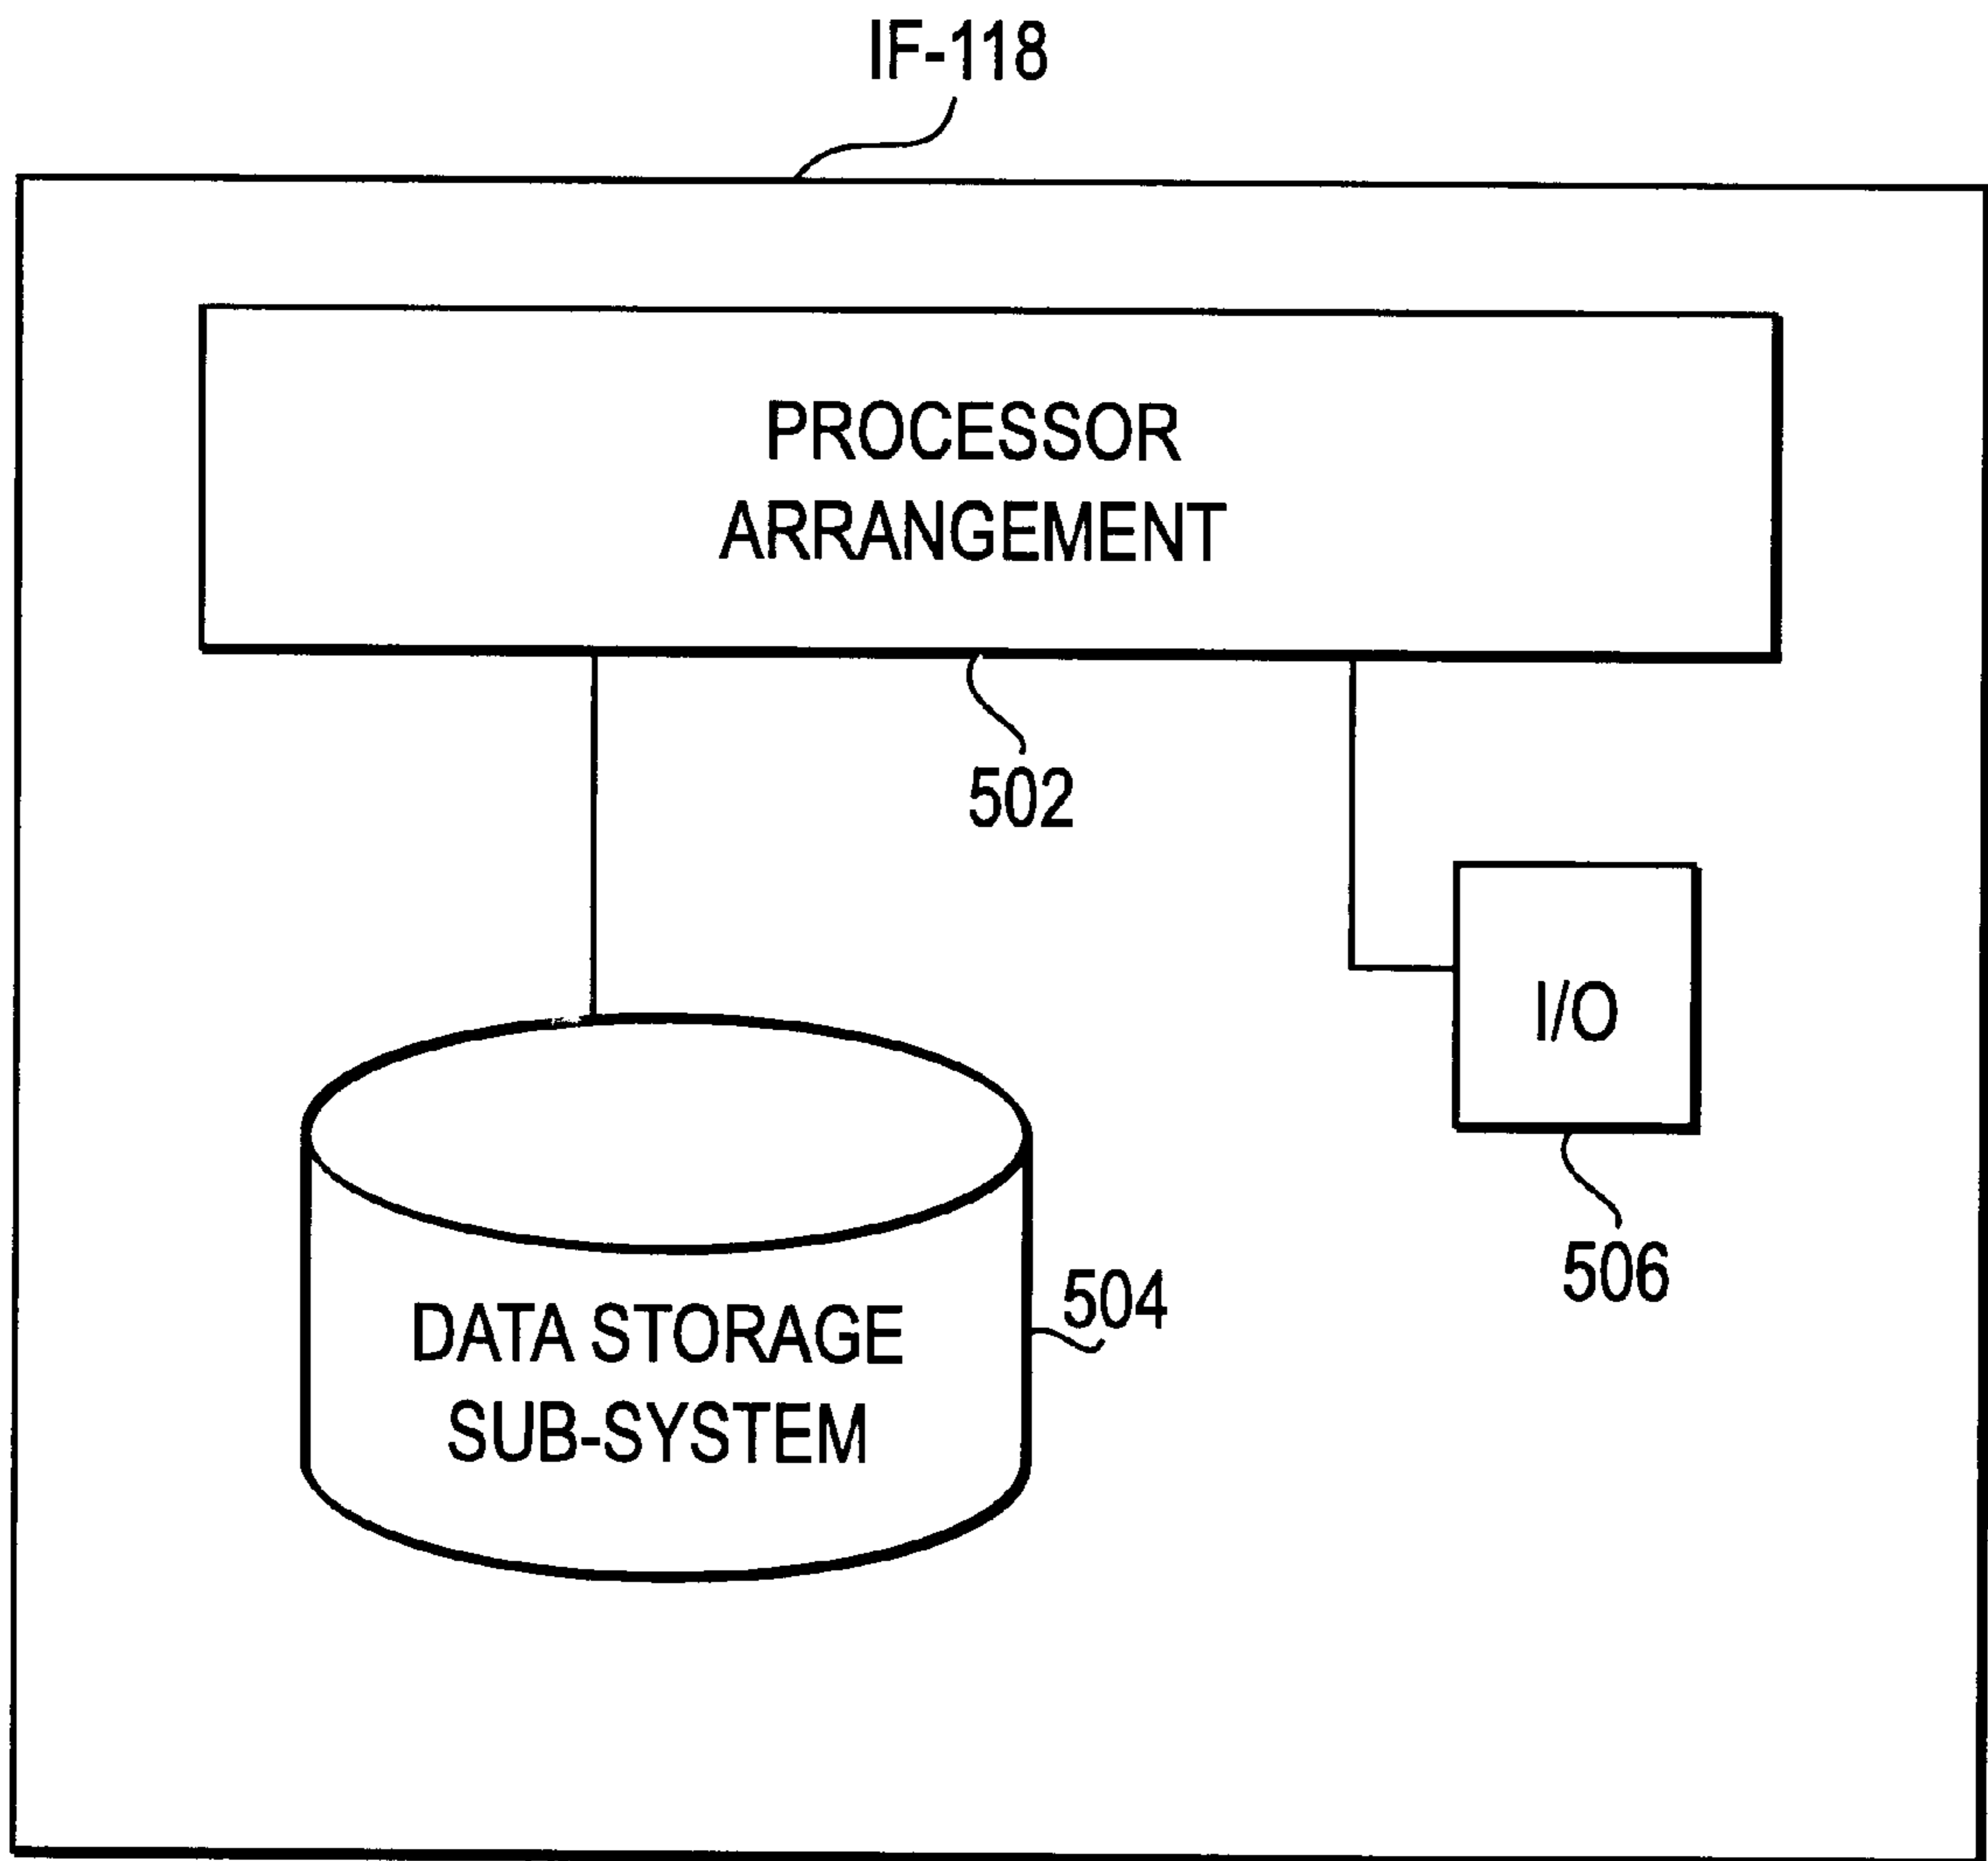 IF-118
PROCESSOR
ARRANGEMENT
502
I/O
506
504
DATA STORAGE
SUB-SYSTEM